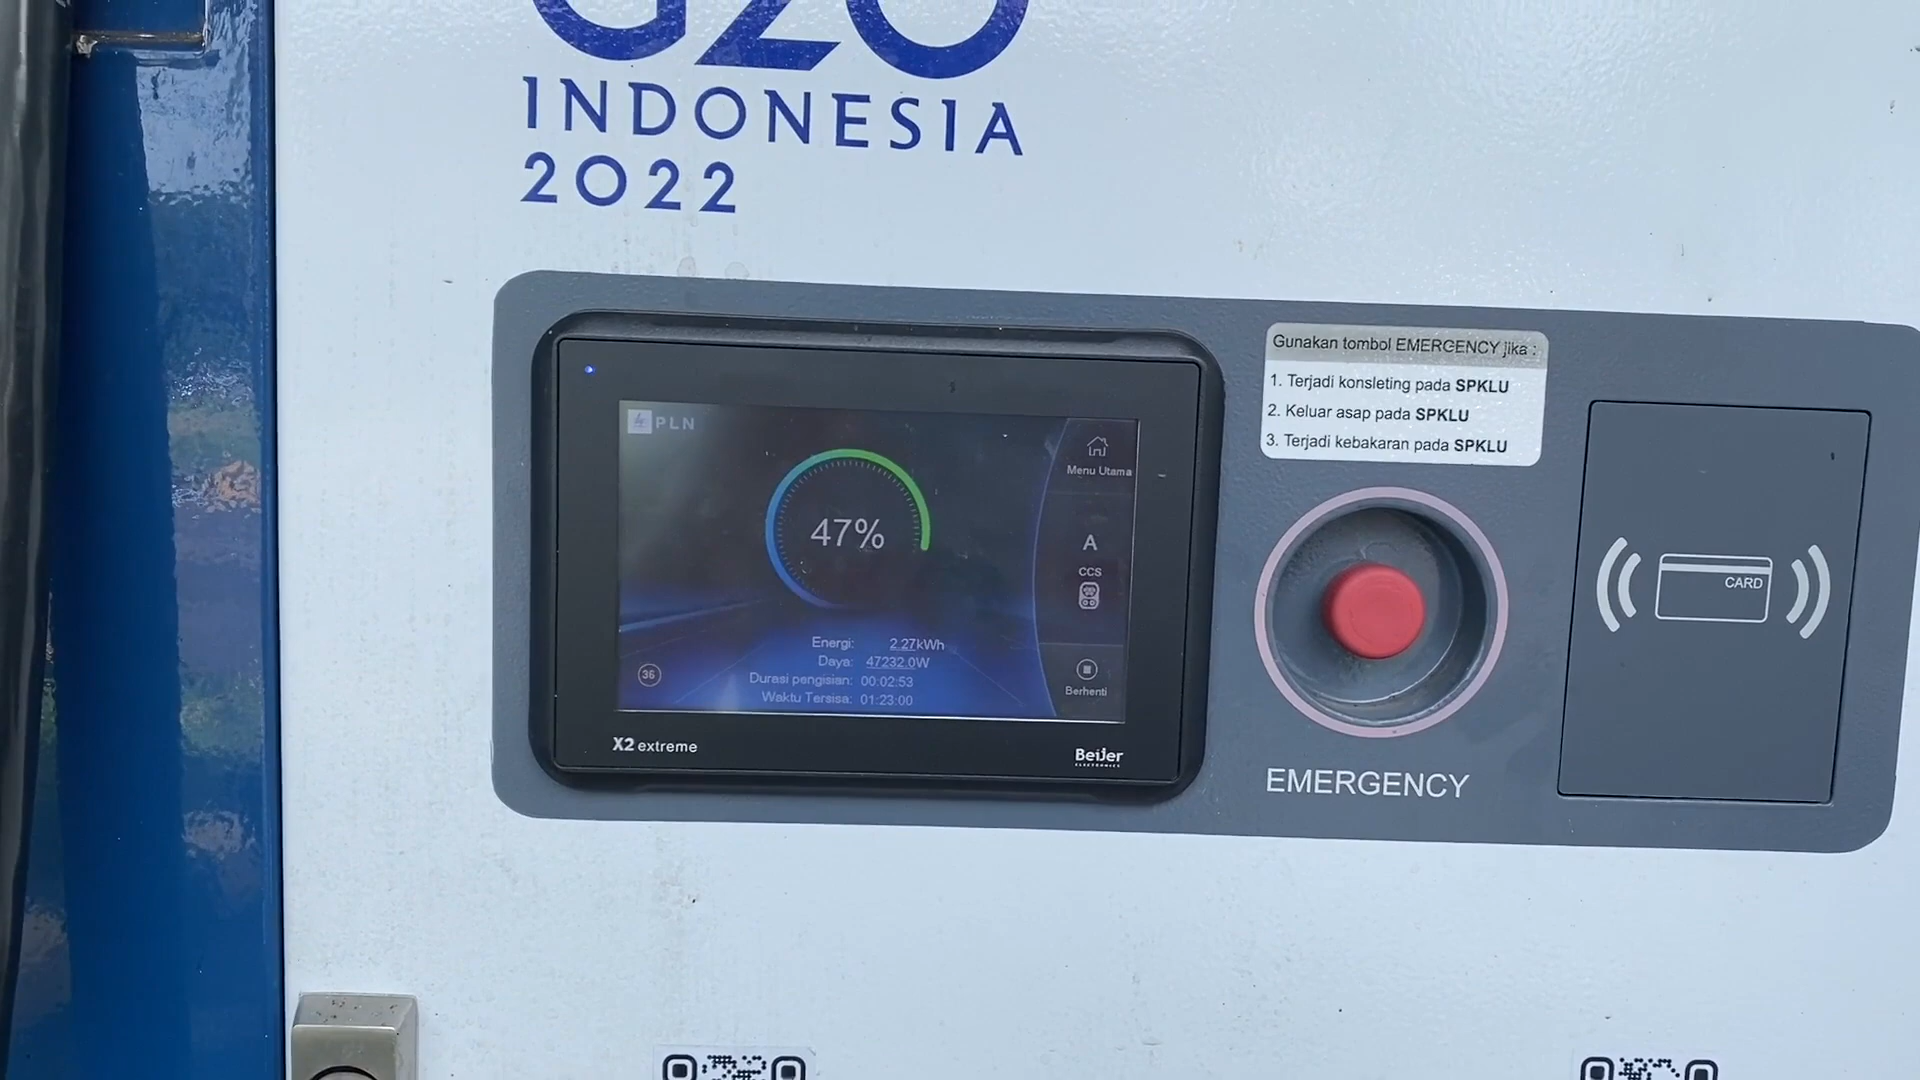 G20
INDONESIA
2022
PLN
Menu Utama
47%
A
CCS
Energi: 2.27kWh
Daya: 47232.0W
Durasi pengisian: 00:02:53
Waktu Tersisa: 01:23:00
36
Berhenti
X2 extreme
Beijer
ELECTRONICS
Gunakan tombol EMERGENCY jika :
1. Terjadi konsleting pada SPKLU
2. Keluar asap pada SPKLU
3. Terjadi kebakaran pada SPKLU
EMERGENCY
CARD